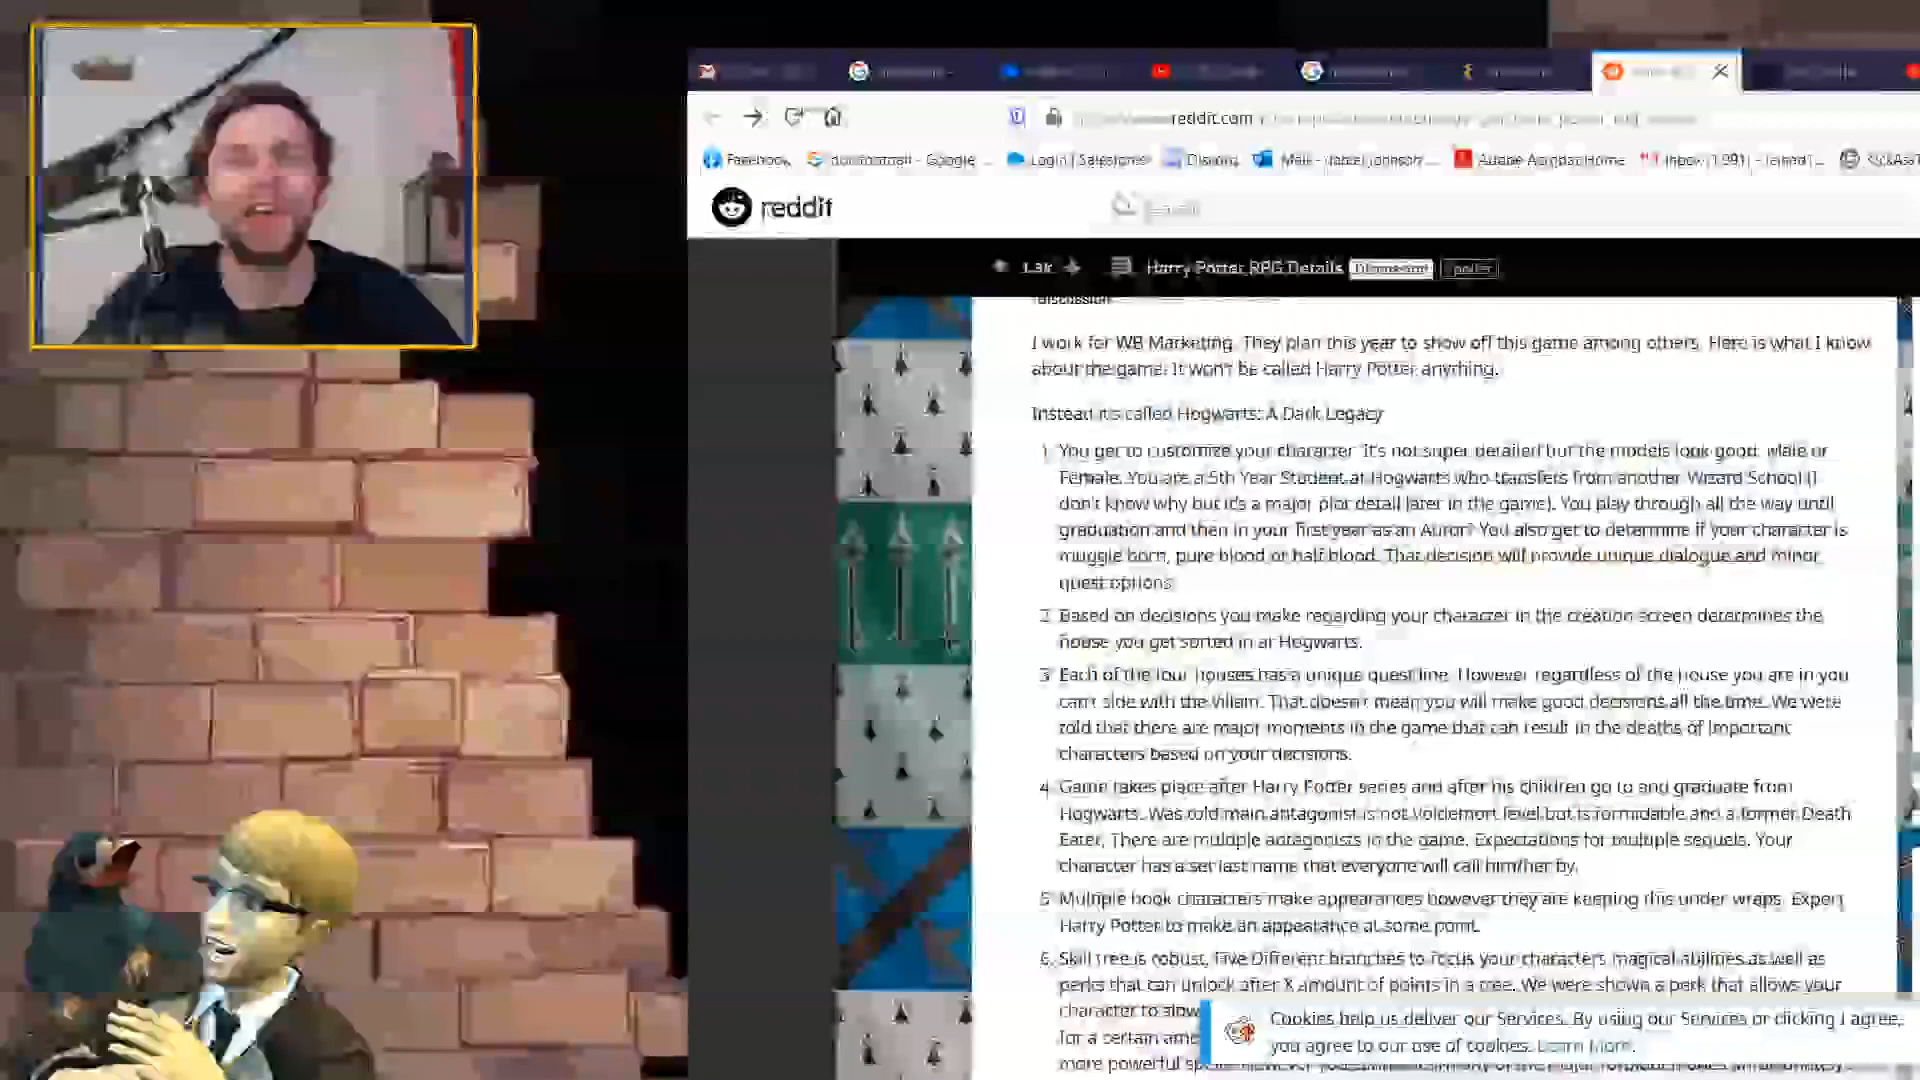 reddit.com
Facebook - Google
Login | Salesforce
Discord
Mail -
Adobe Acrobat Home
reddit
1.3k Harry Potter RPG Details Discussion Spoiler
discussion
I work for WB Marketing. They plan this year to show off this game among others. Here is what I know
about the game. It won't be called Harry Potter anything.
Instead it's called Hogwarts: A Dark Legacy
1. You get to customize your character. It's not super detailed but the models look good. Male or
Female. You are a 5th Year Student at Hogwarts who transfers from another Wizard School (I
don't know why but it's a major plot detail later in the game). You play through all the way until
graduation and then in your first year as an Auror? You also get to determine if your character is
muggle born, pure blood or half blood. That decision will provide unique dialogue and minor
quest options.
2. Based on decisions you make regarding your character in the creation screen determines the
house you get sorted in at Hogwarts.
3. Each of the four houses has a unique quest line. However regardless of the house you are in you
can't side with the villain. That doesn't mean you will make good decisions all the time. We were
told that there are major moments in the game that can result in the deaths of important
characters based on your decisions.
4. Game takes place after Harry Potter series and after his children go to and graduate from
Hogwarts. Was told main antagonist is not Voldemort level but is formidable and a former Death
Eater. There are multiple antagonists in the game. Expectations for multiple sequels. Your
character has a set last name that everyone will call him/her by.
5. Multiple book characters make appearances however they are keeping this under wraps. Expect
Harry Potter to make an appearance at some point.
6. Skill tree is robust. Five Different branches to focus your characters magical abilities as well as
perks that can unlock after X amount of points in a tree. We were shown a perk that allows your
character to slow
for a certain
more powerful
Cookies help us deliver our Services. By using our Services or clicking I agree,
you agree to our use of cookies. Learn More.